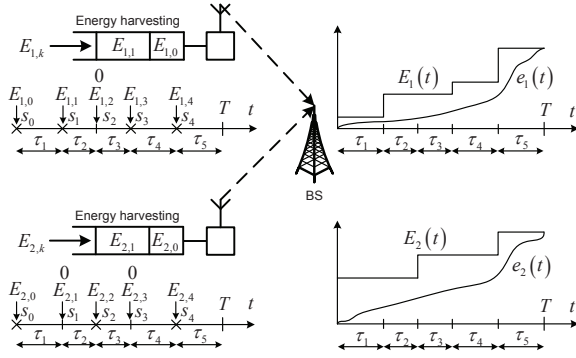 Energy harvesting
E_{1,k} E_{1,1} E_{1,0}
0
E_{1,0} E_{1,1} E_{1,2} E_{1,3} E_{1,4}
s_0 s_1 s_2 s_3 s_4 T t
τ_1 τ_2 τ_3 τ_4 τ_5
E_1(t) e_1(t)
T t
τ_1 τ_2 τ_3 τ_4 τ_5
BS
Energy harvesting
E_{2,k} E_{2,1} E_{2,0}
0 0
E_{2,0} E_{2,1} E_{2,2} E_{2,3} E_{2,4}
s_0 s_1 s_2 s_3 s_4 T t
τ_1 τ_2 τ_3 τ_4 τ_5
E_2(t) e_2(t)
T t
τ_1 τ_2 τ_3 τ_4 τ_5